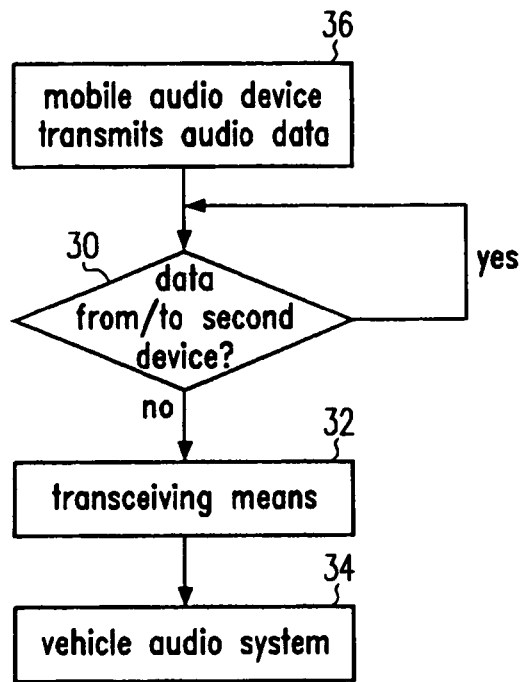 36
mobile audio device
transmits audio data
30
data
from/to second
device?
yes
no
32
transceiving means
34
vehicle audio system